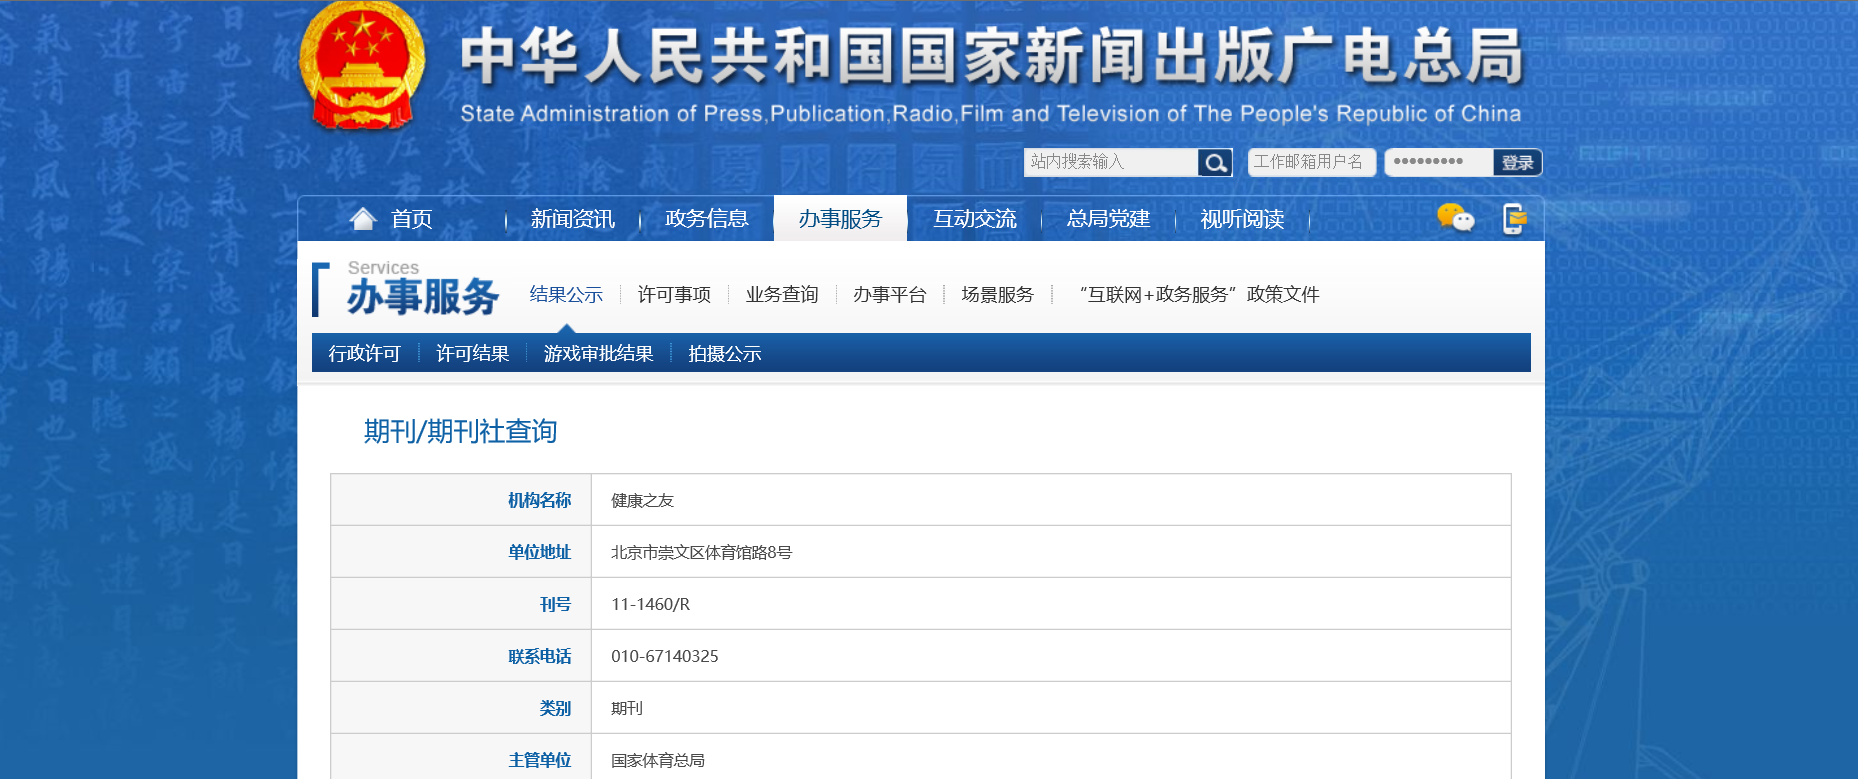 中华人民共和国国家新闻出版广电总局
State Administration of Press,Publication,Radio,Film and Television of The People's Republic of China
站内搜索输入 工作邮箱用户名 ••••••••• 登录
首页 新闻资讯 政务信息 办事服务 互动交流 总局党建 视听阅读
Services
办事服务 结果公示 许可事项 业务查询 办事平台 场景服务 “互联网+政务服务”政策文件
行政许可 许可结果 游戏审批结果 拍摄公示
期刊/期刊社查询
机构名称 健康之友
单位地址 北京市崇文区体育馆路8号
刊号 11-1460/R
联系电话 010-67140325
类别 期刊
主管单位 国家体育总局